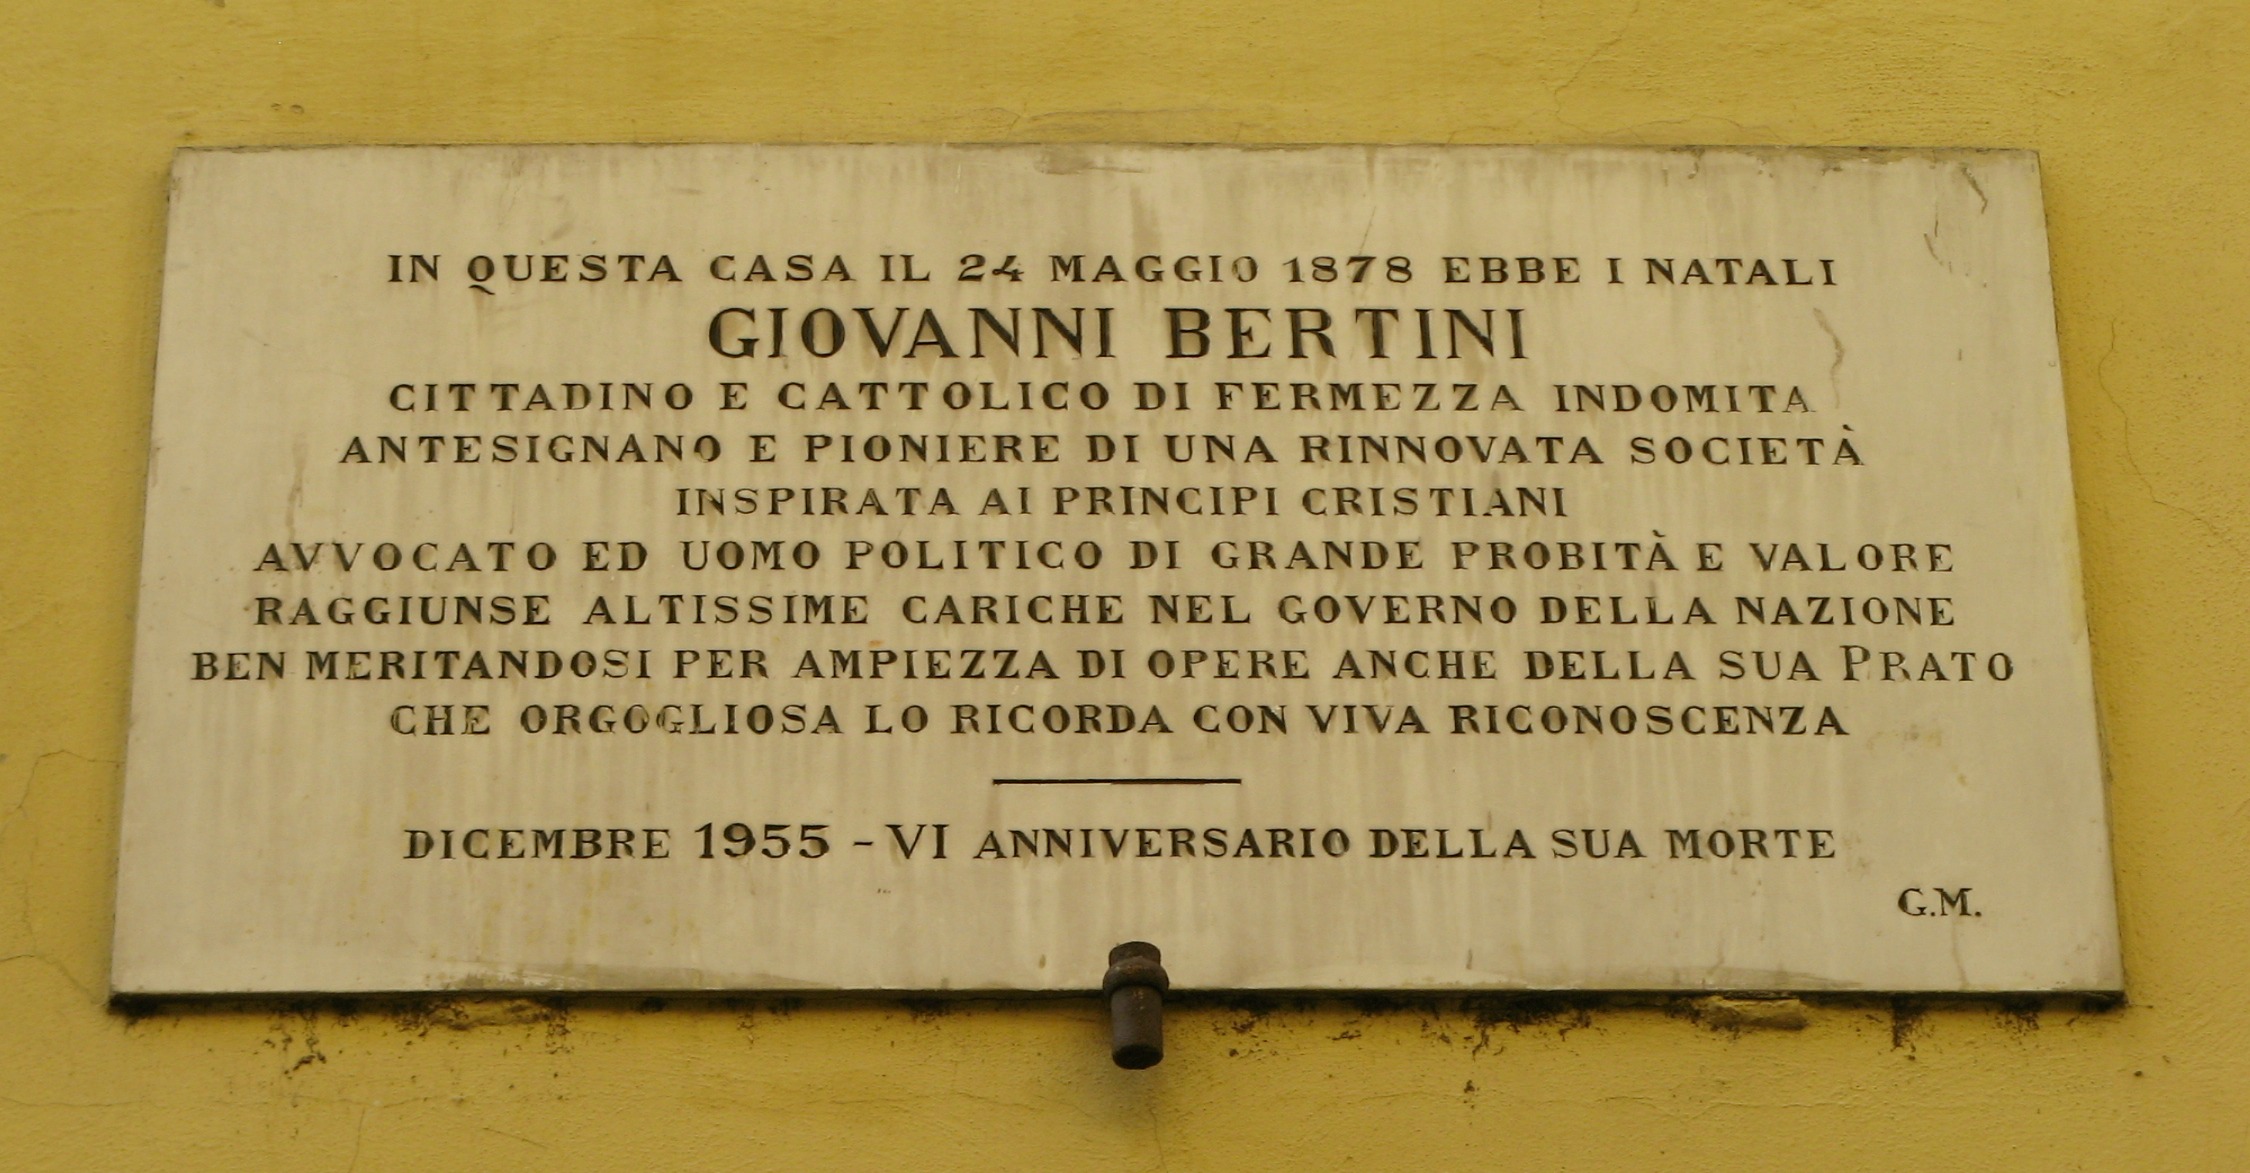 IN QUESTA CASA IL 24 MAGGIO 1878 EBBE I NATALI
GIOVANNI BERTINI
CITTADINO E CATTOLICO DI FERMEZZA INDOMITA
ANTESIGNANO E PIONIERE DI UNA RINNOVATA SOCIETÀ
INSPIRATA AI PRINCIPI CRISTIANI
AVVOCATO ED UOMO POLITICO DI GRANDE PROBITÀ E VALORE
RAGGIUNSE ALTISSIME CARICHE NEL GOVERNO DELLA NAZIONE
BEN MERITANDOSI PER AMPIEZZA DI OPERE ANCHE DELLA SUA PRATO
CHE ORGOGLIOSA LO RICORDA CON VIVA RICONOSCENZA
DICEMBRE 1955 - VI ANNIVERSARIO DELLA SUA MORTE
G.M.